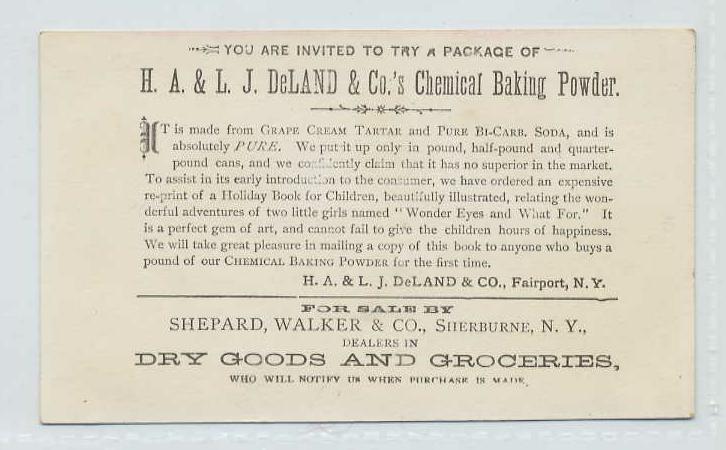 YOU ARE INVITED TO TRY A PACKAGE OF
H. A. & L. J. DeLAND & Co.'s Chemical Baking Powder.
IT is made from GRAPE CREAM TARTAR and PURE BI-CARB. SODA, and is
absolutely PURE. We put it up only in pound, half-pound and quarter-
pound cans, and we confidently claim that it has no superior in the market.
To assist in its early introduction to the consumer, we have ordered an expensive
re-print of a Holiday Book for Children, beautifully illustrated, relating the won-
derful adventures of two little girls named "Wonder Eyes and What For." It
is a perfect gem of art, and cannot fail to give the children hours of happiness.
We will take great pleasure in mailing a copy of this book to anyone who buys a
pound of our CHEMICAL BAKING POWDER for the first time.
H. A. & L. J. DeLAND & CO., Fairport, N. Y.
FOR SALE BY
SHEPARD, WALKER & CO., SHERBURNE, N. Y.,
DEALERS IN
DRY GOODS AND GROCERIES,
WHO WILL NOTIFY US WHEN PURCHASE IS MADE.